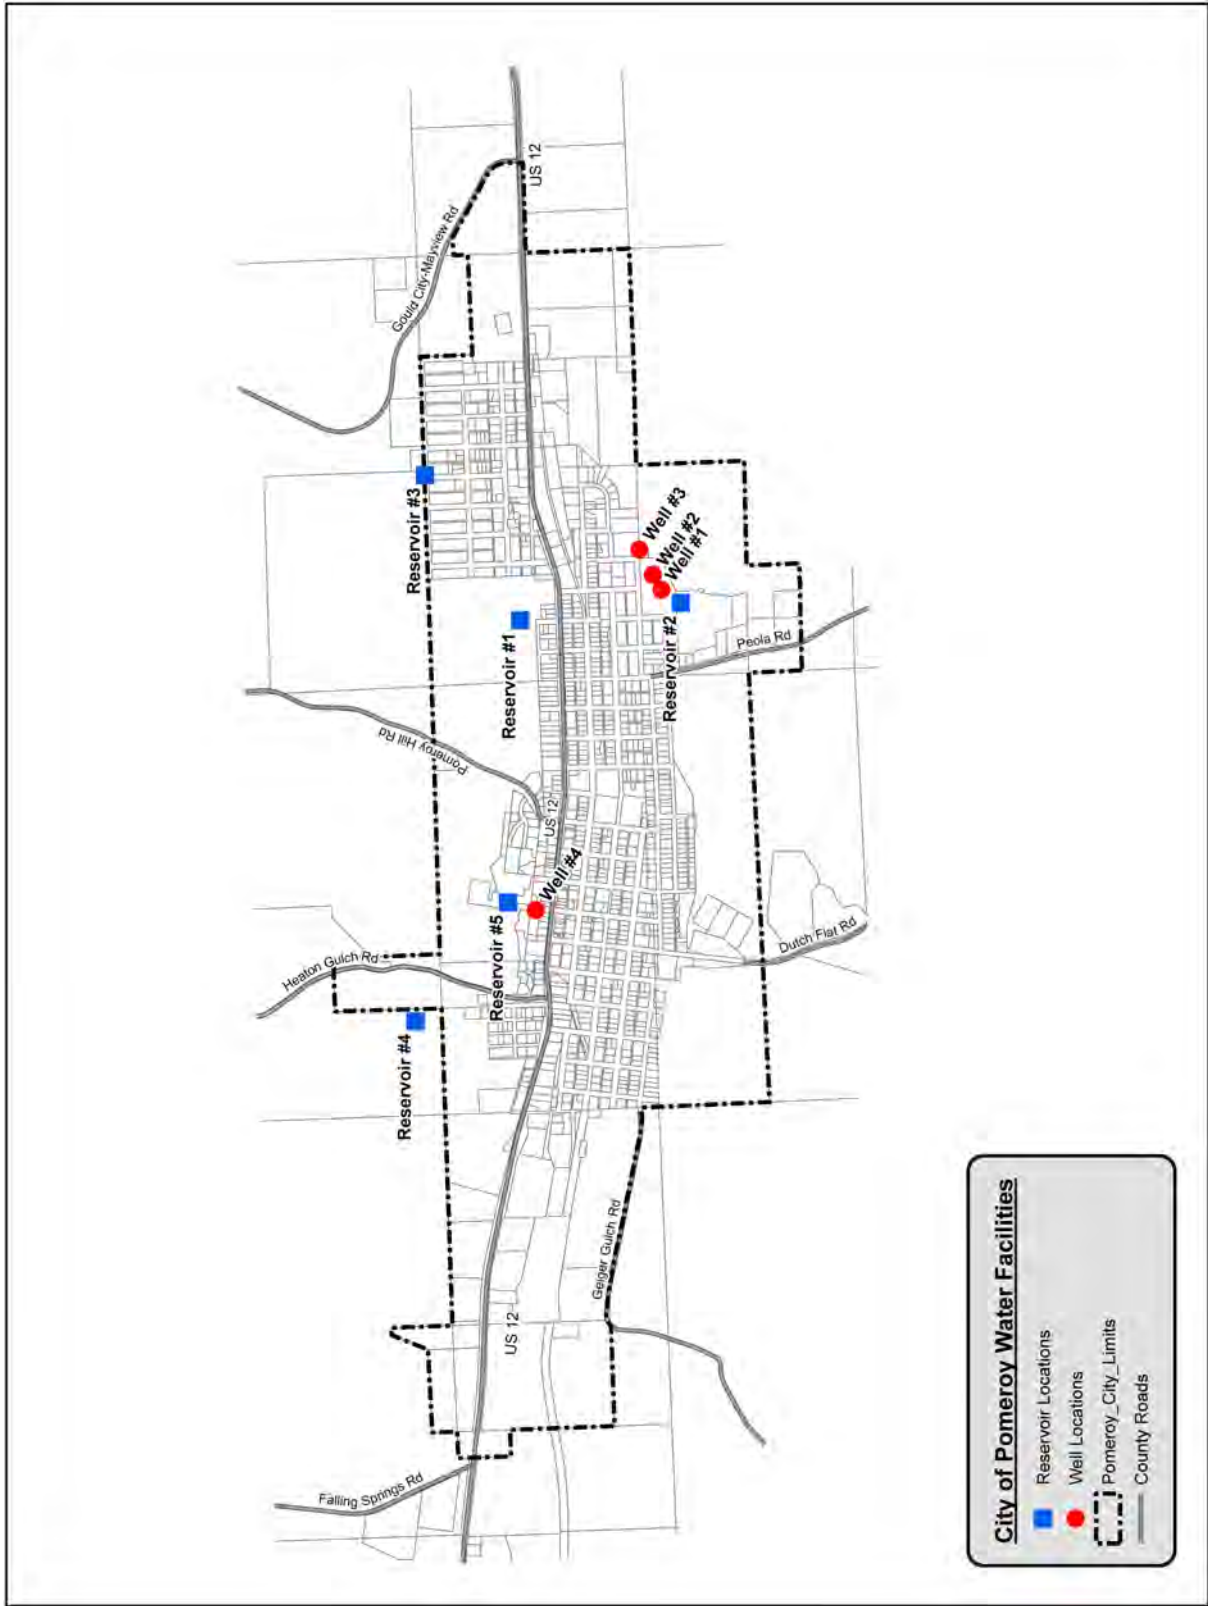 Gould City-Mayview Rd
US 12
Reservoir #3
Well #3
Well #2
Well #1
Reservoir #1
Reservoir #2
Peola Rd
Pomeroy Hill Rd
US 12
Well #4
Reservoir #5
Heaton Gulch Rd
Dutch Flat Rd
Reservoir #4
Geiger Gulch Rd
US 12
Falling Springs Rd
City of Pomeroy Water Facilities
Reservoir Locations
Well Locations
Pomeroy_City_Limits
County Roads